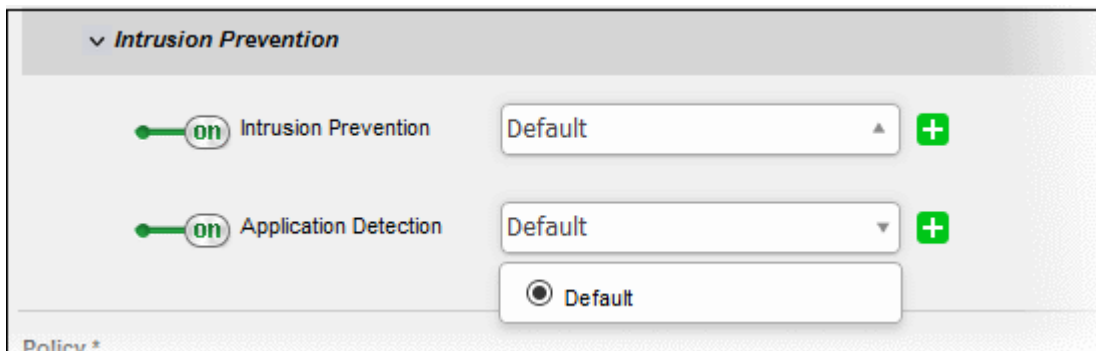 Intrusion Prevention
on Intrusion Prevention Default
on Application Detection Default
Default
Policy *